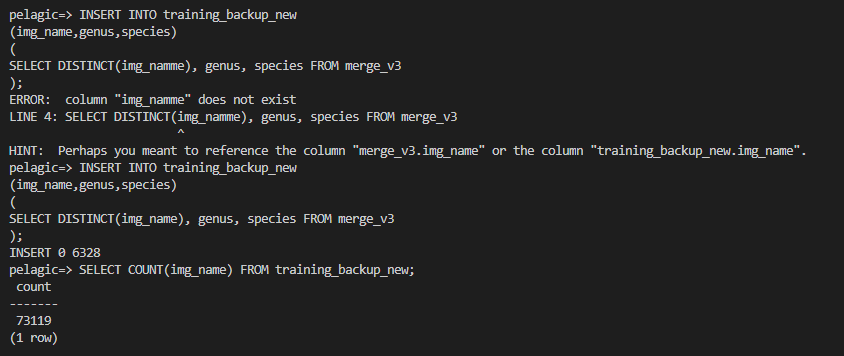 pelagic=> INSERT INTO training_backup_new
(img_name,genus,species)
(
SELECT DISTINCT(img_namme), genus, species FROM merge_v3
);
ERROR:  column "img_namme" does not exist
LINE 4: SELECT DISTINCT(img_namme), genus, species FROM merge_v3
                        ^
HINT:  Perhaps you meant to reference the column "merge_v3.img_name" or the column "training_backup_new.img_name".
pelagic=> INSERT INTO training_backup_new
(img_name,genus,species)
(
SELECT DISTINCT(img_name), genus, species FROM merge_v3
);
INSERT 0 6328
pelagic=> SELECT COUNT(img_name) FROM training_backup_new;
 count
-------
 73119
(1 row)